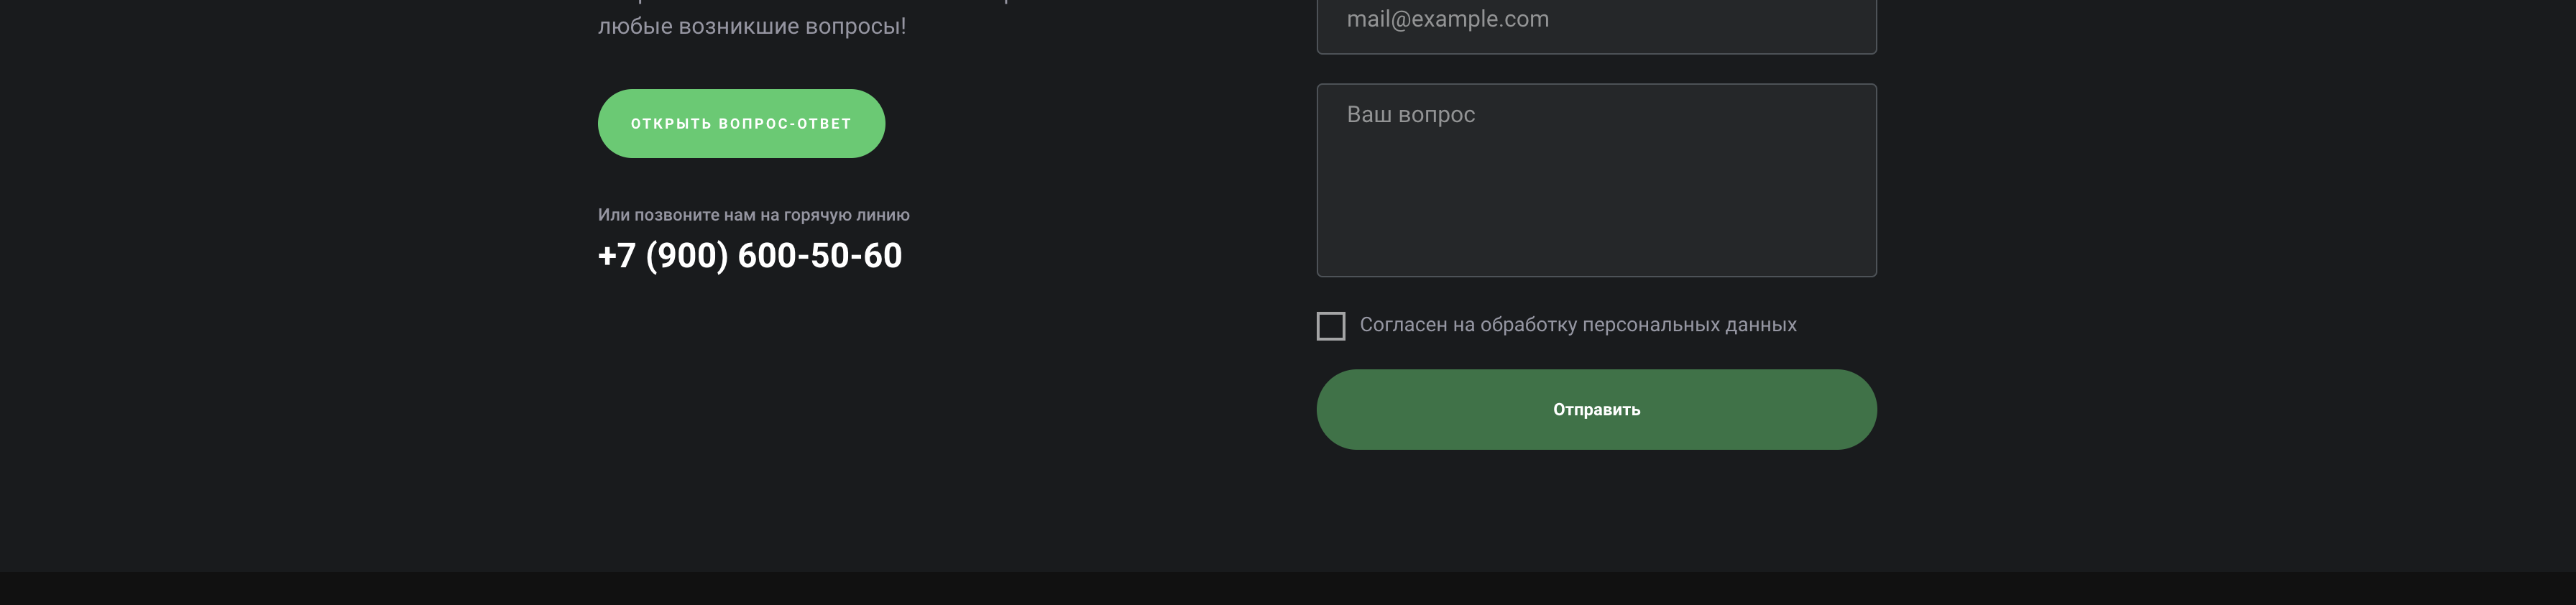 любые возникшие вопросы!
ОТКРЫТЬ ВОПРОС-ОТВЕТ
Или позвоните нам на горячую линию
+7 (900) 600-50-60
mail@example.com
Ваш вопрос
Согласен на обработку персональных данных
Отправить